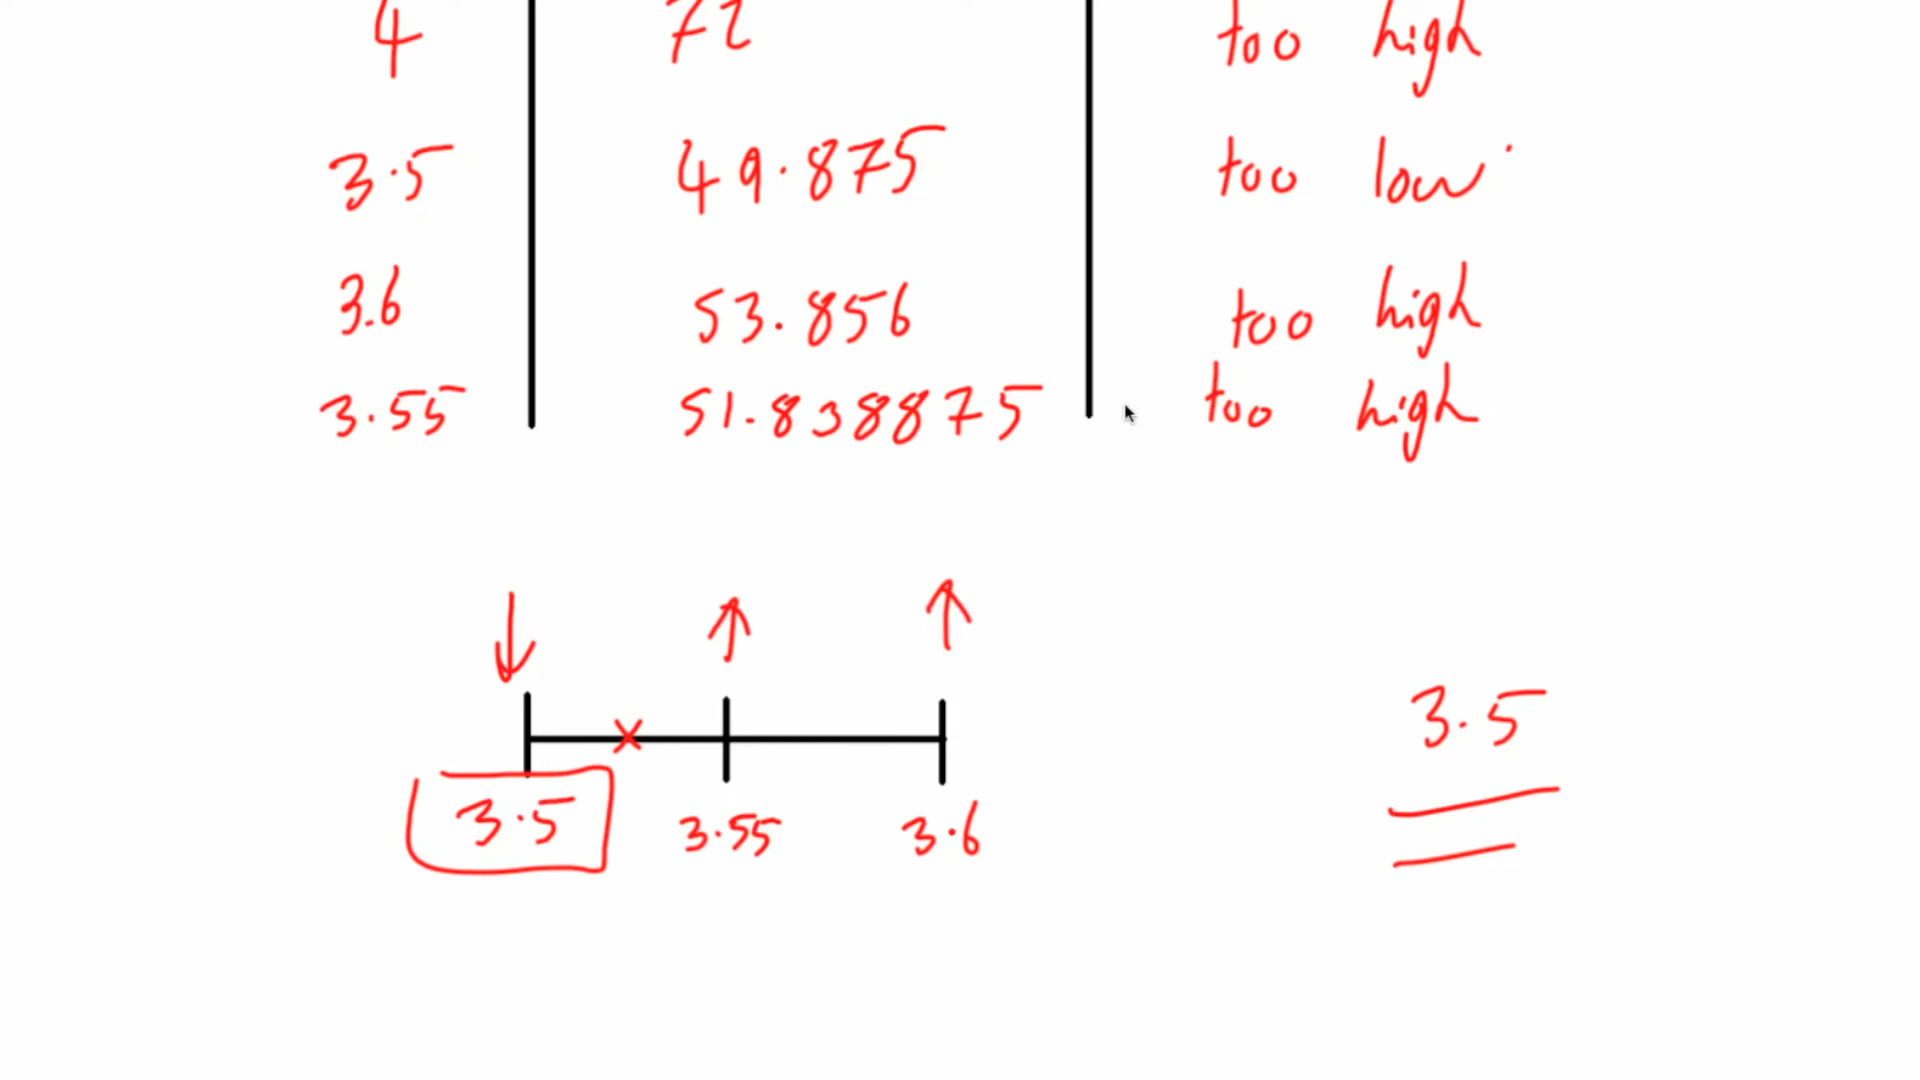 4 72 too high
3.5 49.875 too low
3.6 53.856 too high
3.55 51.838875 too high
3.5
3.5 3.55 3.6